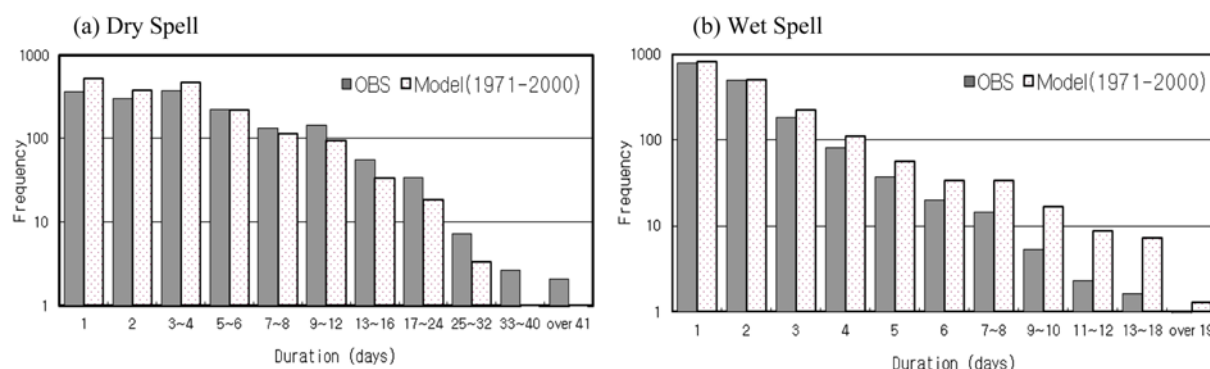 (a) Dry Spell
1000
OBS Model(1971-2000)
100
10
1
Frequency
1 2 3~4 5~6 7~8 9~12 13~16 17~24 25~32 33~40 over 41
Duration (days)
(b) Wet Spell
1000
OBS Model(1971-2000)
100
10
1
Frequency
1 2 3 4 5 6 7~8 9~10 11~12 13~18 over 19
Duration (days)